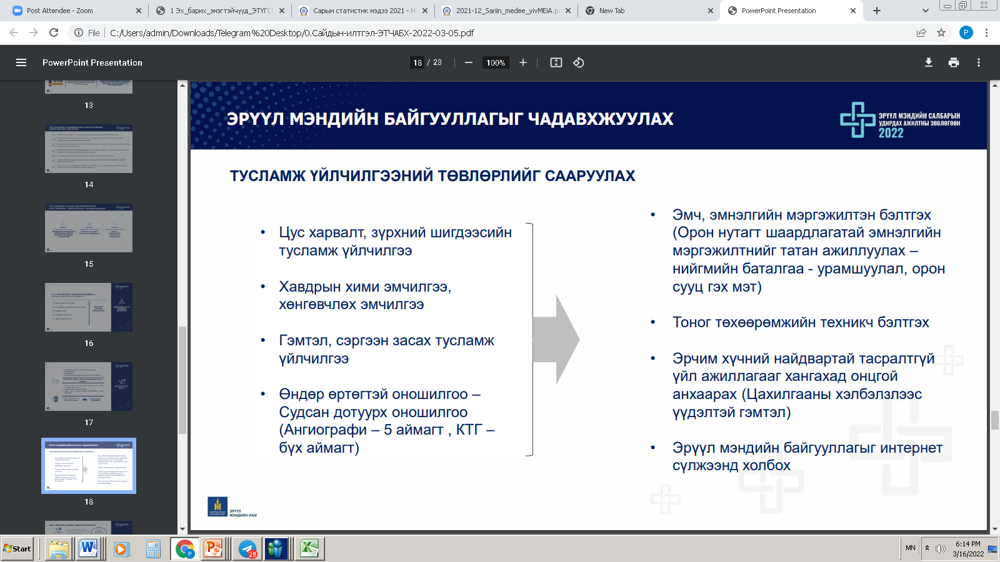 Post Attendee - Zoom
1 Эх_барих_эмэгтэйчүүд_ЭТҮГ(1
Сарын статистик мэдээ 2021 - Н
2021-12_Sariin_medee_yivMEiA.p
New Tab
PowerPoint Presentation
File
C:/Users/admin/Downloads/Telegram%20Desktop/0.Сайдын-илтгэл-ЭТЧАБХ-2022-03-05.pdf
P
PowerPoint Presentation
18 / 23
100%
13
14
15
16
17
18
ЭРҮҮЛ МЭНДИЙН БАЙГУУЛЛАГЫГ ЧАДАВХЖУУЛАХ
ЭРҮҮЛ МЭНДИЙН САЛБАРЫН
УДИРДАХ АЖИЛТНЫ ЗӨВЛӨГӨӨН
2022
ТУСЛАМЖ ҮЙЛЧИЛГЭЭНИЙ ТӨВЛӨРЛИЙГ СААРУУЛАХ
• Цус харвалт, зүрхний шигдээсийн
тусламж үйлчилгээ
• Хавдрын хими эмчилгээ,
хөнгөвчлөх эмчилгээ
• Гэмтэл, сэргээн засах тусламж
үйлчилгээ
• Өндөр өртөгтэй оношилгоо –
Судсан дотуурх оношилгоо
(Ангиографи – 5 аймагт , КТГ –
бүх аймагт)
• Эмч, эмнэлгийн мэргэжилтэн бэлтгэх
(Орон нутагт шаардлагатай эмнэлгийн
мэргэжилтнийг татан ажиллуулах –
нийгмийн баталгаа - урамшуулал, орон
сууц гэх мэт)
• Тоног төхөөрөмжийн техникч бэлтгэх
• Эрчим хүчний найдвартай тасралтгүй
үйл ажиллагааг хангахад онцгой
анхаарах (Цахилгааны хэлбэлзлээс
үүдэлтэй гэмтэл)
• Эрүүл мэндийн байгууллагыг интернет
сүлжээнд холбох
ЭРҮҮЛ
МЭНДИЙН ЯАМ
Start
28
MN
6:14 PM
3/16/2022